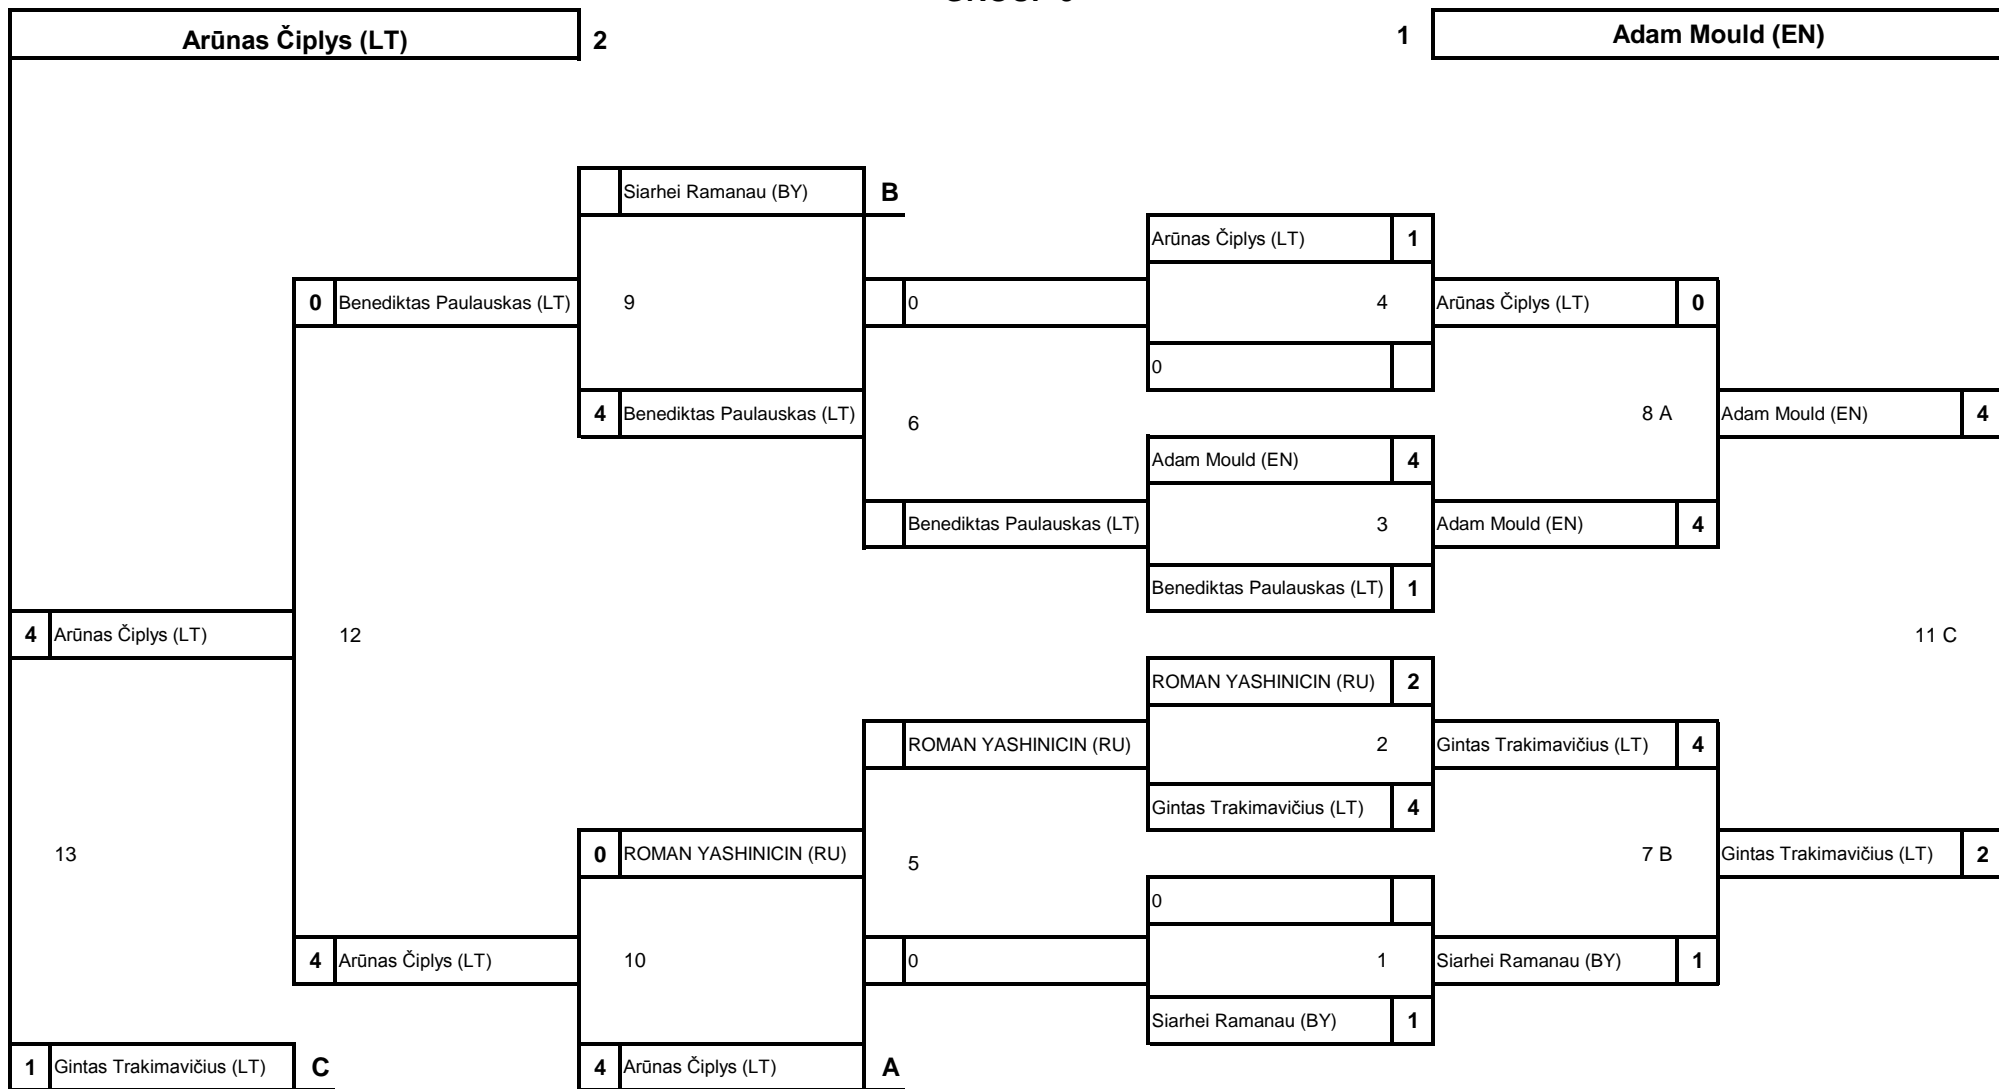 Arūnas Čiplys (LT) 2 1 Adam Mould (EN)
Siarhei Ramanau (BY) B
Arūnas Čiplys (LT) 1
0 Benediktas Paulauskas (LT) 9 0 4 Arūnas Čiplys (LT) 0
0
4 Benediktas Paulauskas (LT) 6 8 A Adam Mould (EN) 4
Adam Mould (EN) 4
Benediktas Paulauskas (LT) 3 Adam Mould (EN) 4
Benediktas Paulauskas (LT) 1
4 Arūnas Čiplys (LT) 12 11 C
ROMAN YASHINICIN (RU) 2
ROMAN YASHINICIN (RU) 2 Gintas Trakimavičius (LT) 4
Gintas Trakimavičius (LT) 4
13 0 ROMAN YASHINICIN (RU) 5 7 B Gintas Trakimavičius (LT) 2
0
4 Arūnas Čiplys (LT) 10 0 1 Siarhei Ramanau (BY) 1
Siarhei Ramanau (BY) 1
1 Gintas Trakimavičius (LT) C 4 Arūnas Čiplys (LT) A